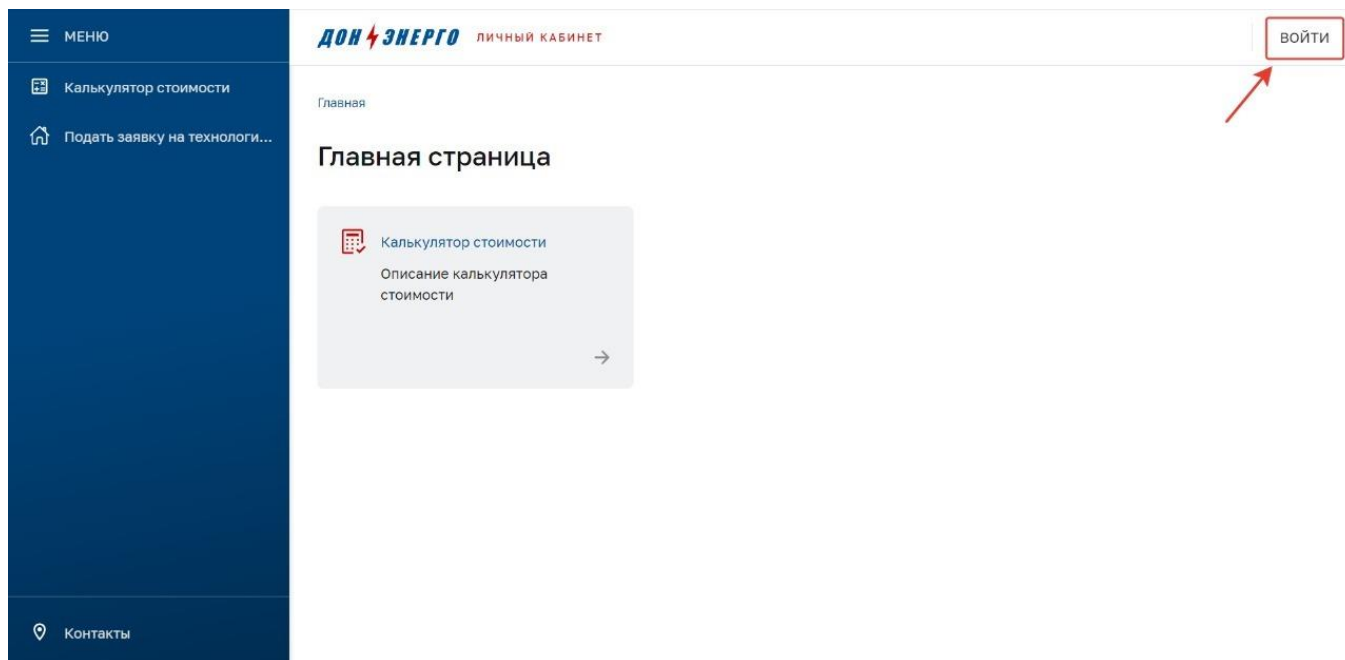 МЕНЮ
ДОН ЭНЕРГО ЛИЧНЫЙ КАБИНЕТ
ВОЙТИ
Калькулятор стоимости
Подать заявку на технологи...
Главная
Главная страница
Калькулятор стоимости
Описание калькулятора
стоимости
Контакты